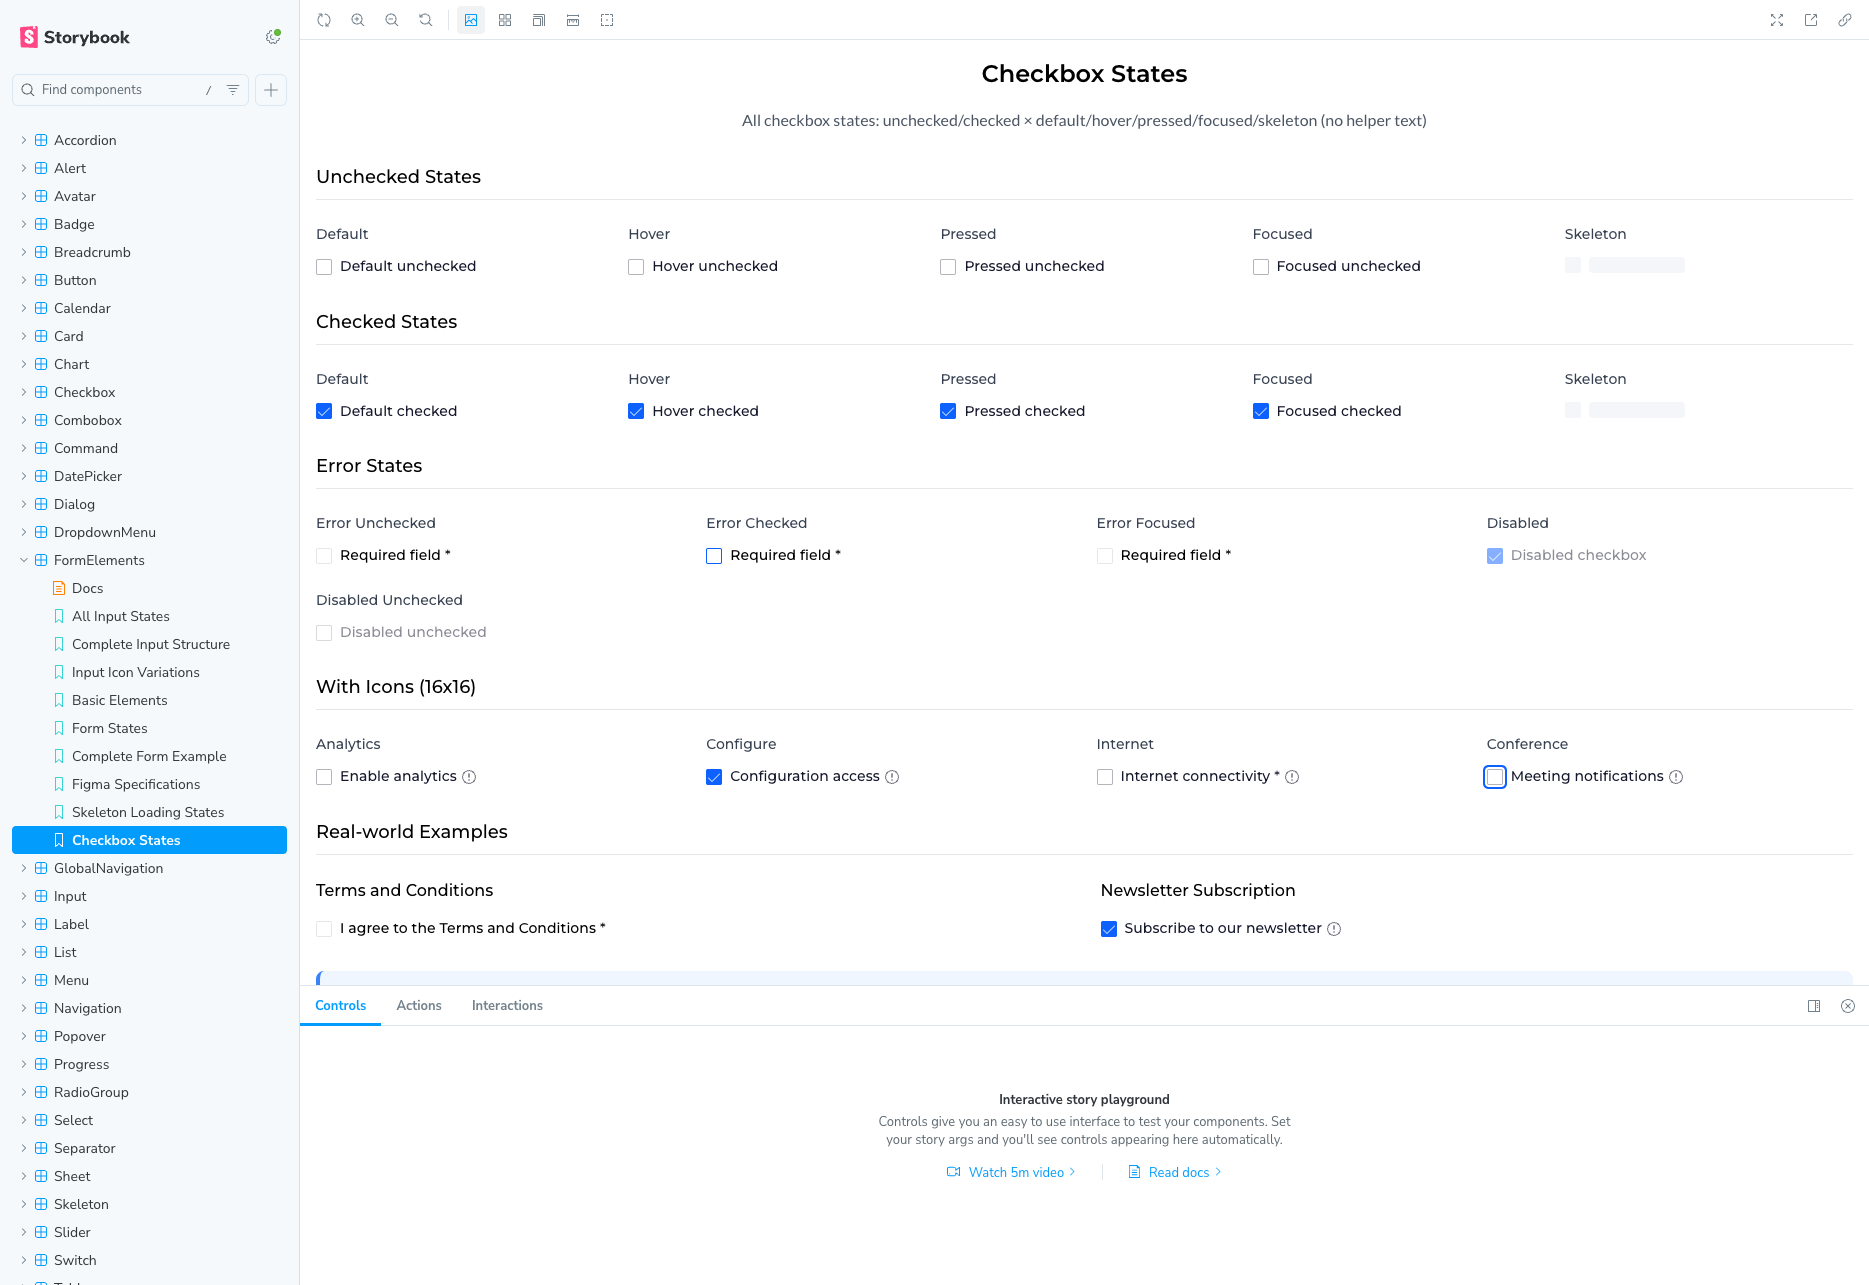 Storybook
Find components /
Accordion
Alert
Avatar
Badge
Breadcrumb
Button
Calendar
Card
Chart
Checkbox
Combobox
Command
DatePicker
Dialog
DropdownMenu
FormElements
Docs
All Input States
Complete Input Structure
Input Icon Variations
Basic Elements
Form States
Complete Form Example
Figma Specifications
Skeleton Loading States
Checkbox States
GlobalNavigation
Input
Label
List
Menu
Navigation
Popover
Progress
RadioGroup
Select
Separator
Sheet
Skeleton
Slider
Switch
Checkbox States
All checkbox states: unchecked/checked × default/hover/pressed/focused/skeleton (no helper text)
Unchecked States
Default Hover Pressed Focused Skeleton
Default unchecked Hover unchecked Pressed unchecked Focused unchecked
Checked States
Default Hover Pressed Focused Skeleton
Default checked Hover checked Pressed checked Focused checked
Error States
Error Unchecked Error Checked Error Focused Disabled
Required field * Required field * Required field * Disabled checkbox
Disabled Unchecked
Disabled unchecked
With Icons (16x16)
Analytics Configure Internet Conference
Enable analytics Configuration access Internet connectivity * Meeting notifications
Real-world Examples
Terms and Conditions Newsletter Subscription
I agree to the Terms and Conditions * Subscribe to our newsletter
Controls Actions Interactions
Interactive story playground
Controls give you an easy to use interface to test your components. Set
your story args and you'll see controls appearing here automatically.
Watch 5m video Read docs